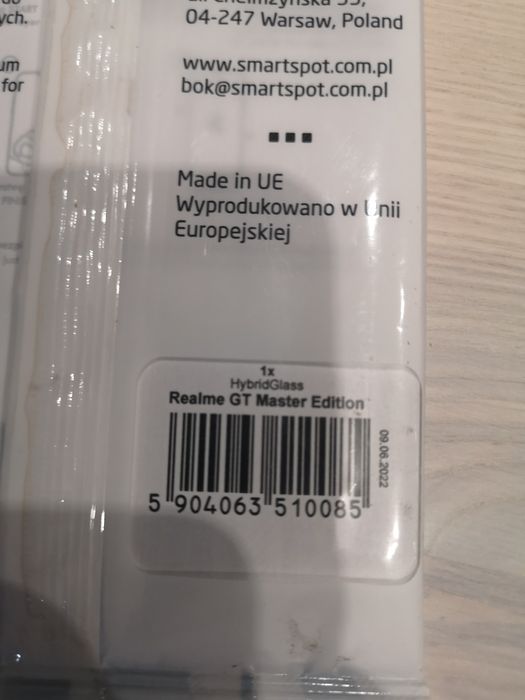 04-247 Warsaw, Poland
www.smartspot.com.pl
bok@smartspot.com.pl
Made in UE
Wyprodukowano w Unii
Europejskiej
ych.
um
for
1x
HybridGlass
Realme GT Master Edition
09.06.2022
5 904063 510085